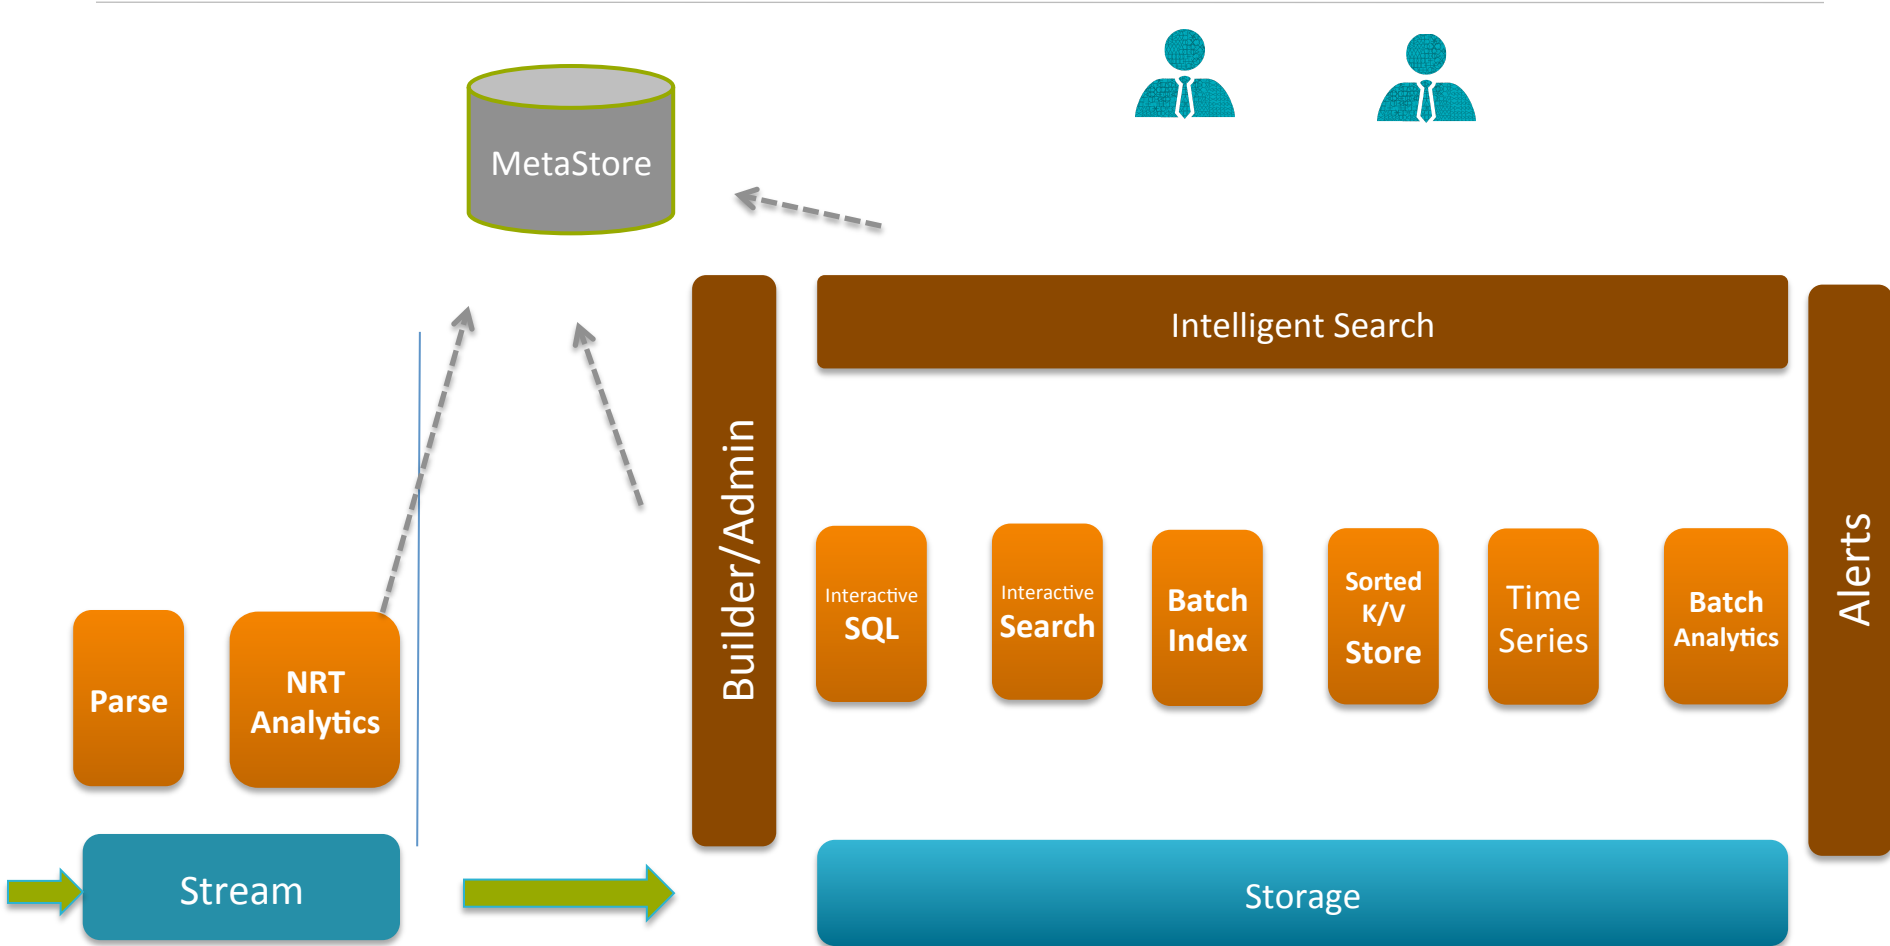 MetaStore
Intelligent Search
Builder/Admin
Alerts
Interactive
SQL
Interactive
Search
Batch
Index
Sorted
K/V
Store
Time
Series
Batch
Analytics
Parse
NRT
Analytics
Stream
Storage